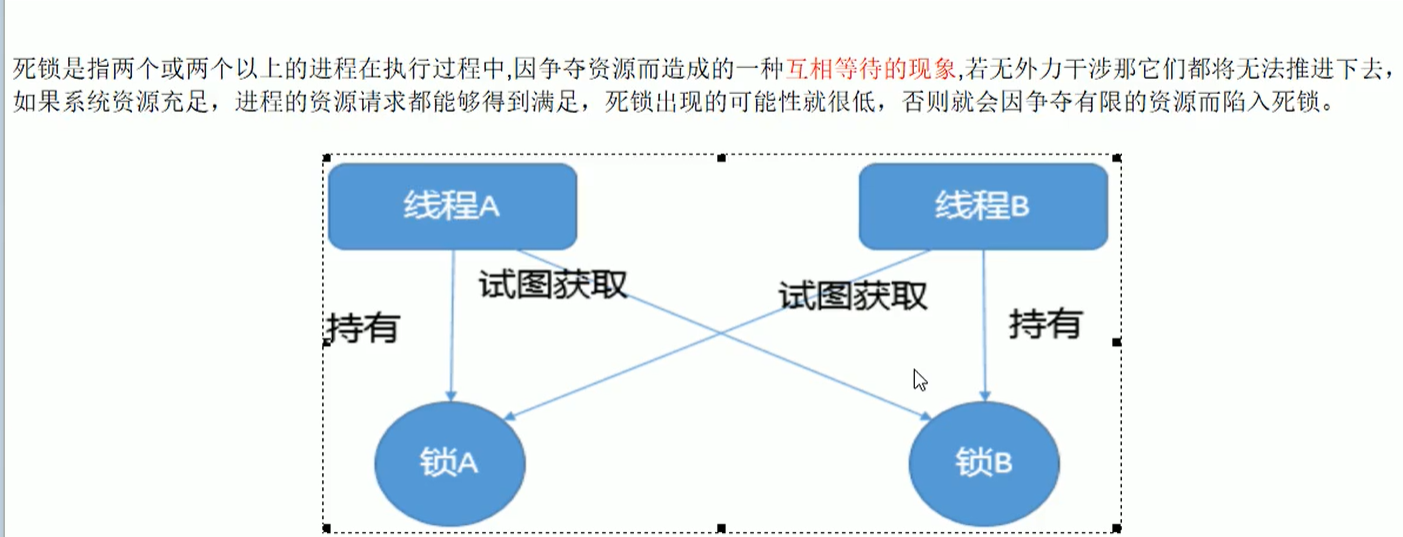 死锁是指两个或两个以上的进程在执行过程中,因争夺资源而造成的一种互相等待的现象,若无外力干涉那它们都将无法推进下去，
如果系统资源充足，进程的资源请求都能够得到满足，死锁出现的可能性就很低，否则就会因争夺有限的资源而陷入死锁。
线程A
线程B
试图获取
试图获取
持有
持有
锁A
锁B